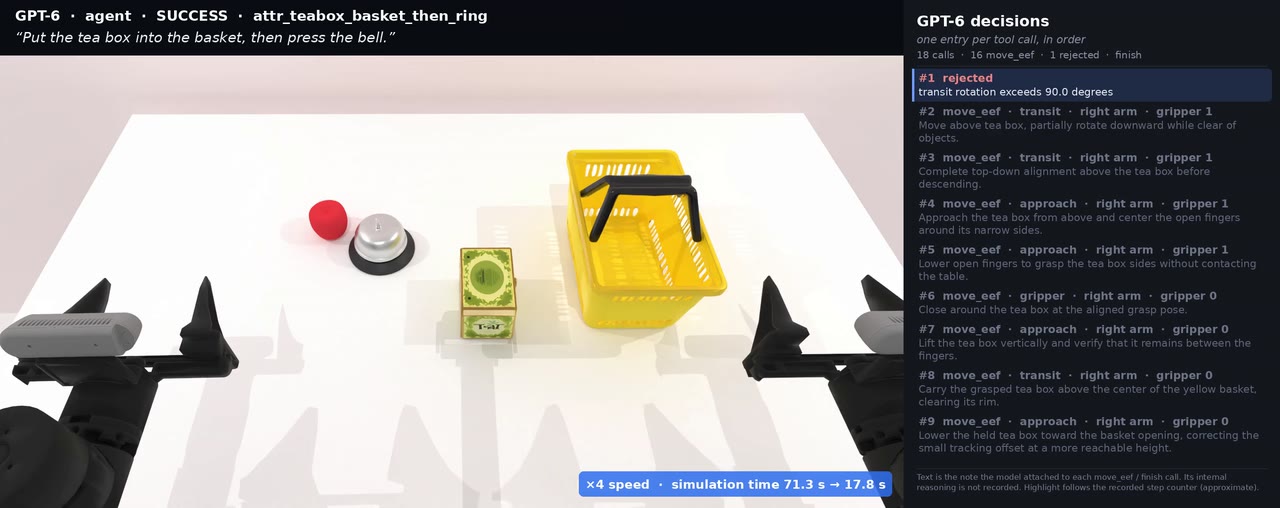 GPT-6 · agent · SUCCESS · attr_teabox_basket_then_ring
“Put the tea box into the basket, then press the bell.”
×4 speed · simulation time 71.3 s → 17.8 s
GPT-6 decisions
one entry per tool call, in order
18 calls · 16 move_eef · 1 rejected · finish
#1 rejected
transit rotation exceeds 90.0 degrees
#2 move_eef · transit · right arm · gripper 1
Move above tea box, partially rotate downward while clear of
objects.
#3 move_eef · transit · right arm · gripper 1
Complete top-down alignment above the tea box before
descending.
#4 move_eef · approach · right arm · gripper 1
Approach the tea box from above and center the open fingers
around its narrow sides.
#5 move_eef · approach · right arm · gripper 1
Lower open fingers to grasp the tea box sides without contacting
the table.
#6 move_eef · gripper · right arm · gripper 0
Close around the tea box at the aligned grasp pose.
#7 move_eef · approach · right arm · gripper 0
Lift the tea box vertically and verify that it remains between the
fingers.
#8 move_eef · transit · right arm · gripper 0
Carry the grasped tea box above the center of the yellow basket,
clearing its rim.
#9 move_eef · approach · right arm · gripper 0
Lower the held tea box toward the basket opening, correcting the
small tracking offset at a more reachable height.
Text is the note the model attached to each move_eef / finish call. Its internal
reasoning is not recorded. Highlight follows the recorded step counter (approximate).